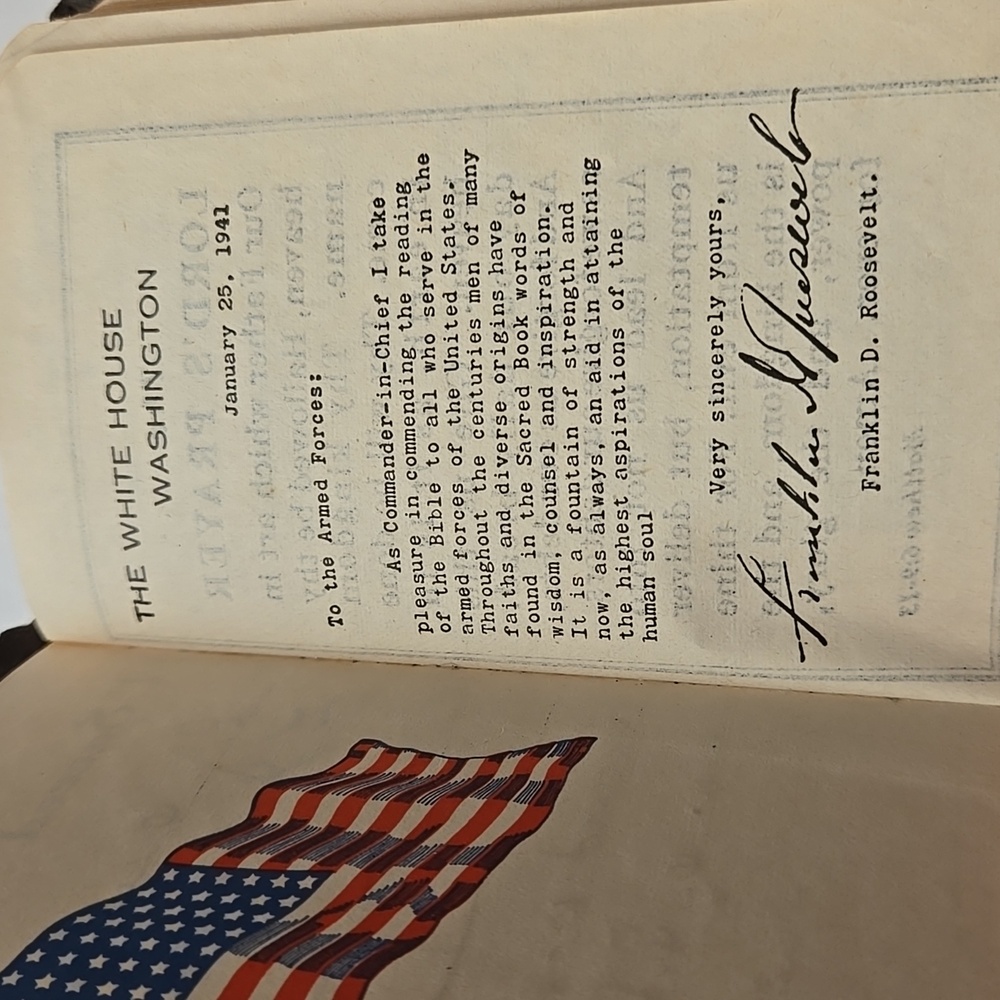 THE WHITE HOUSE
WASHINGTON
January 25, 1941
To the Armed Forces:
As Commander-in-Chief I take
pleasure in commending the reading
of the Bible to all who serve in the
armed forces of the United States.
Throughout the centuries men of many
faiths and diverse origins have
found in the Sacred Book words of
wisdom, counsel and inspiration.
It is a fountain of strength and
now, as always, an aid in attaining
the highest aspirations of the
human soul
Very sincerely yours,
Franklin D Roosevelt
Franklin D. Roosevelt.